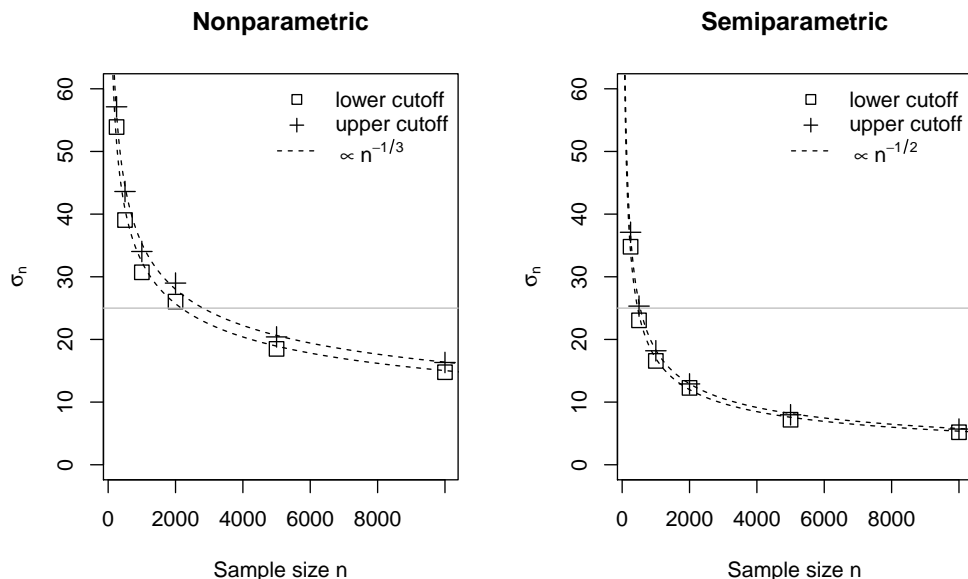 Nonparametric
60
50
40
30
20
10
0
σn
0
2000
4000
6000
8000
Sample size n
lower cutoff
upper cutoff
∝ n−1/3
Semiparametric
60
50
40
30
20
10
0
σn
0
2000
4000
6000
8000
Sample size n
lower cutoff
upper cutoff
∝ n−1/2